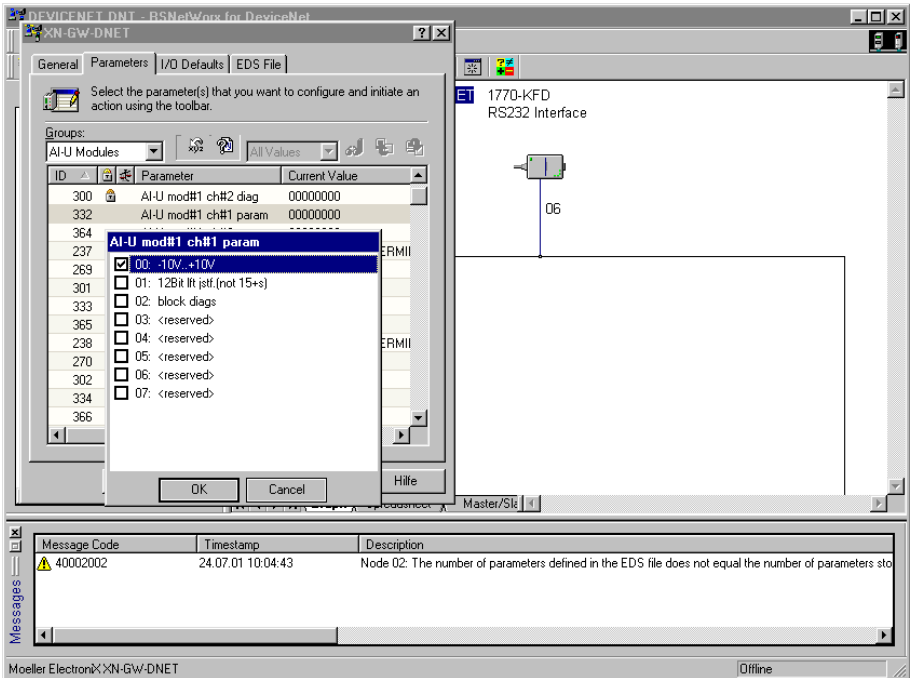 DEVICENET.DNT - RSNetWorx for DeviceNet
XN-GW-DNET
General Parameters I/O Defaults EDS File
Select the parameter(s) that you want to configure and initiate an
action using the toolbar.
Groups:
AI-U Modules
All Values
ID Parameter Current Value
300 AI-U mod#1 ch#2 diag 00000000
332 AI-U mod#1 ch#1 param 00000000
364
237 ERMII
269
301
333
365
238 ERMII
270
302
334
366
AI-U mod#1 ch#1 param
00: -10V..+10V
01: 12Bit lft jstf.(not 15+s)
02: block diags
03: <reserved>
04: <reserved>
05: <reserved>
06: <reserved>
07: <reserved>
OK Cancel
Hilfe
ET
1770-KFD
RS232 Interface
06
Graph Spreadsheet Master/Sla
Messages
Message Code Timestamp Description
40002002 24.07.01 10:04:43 Node 02: The number of parameters defined in the EDS file does not equal the number of parameters sto
Moeller ElectroniX XN-GW-DNET Offline